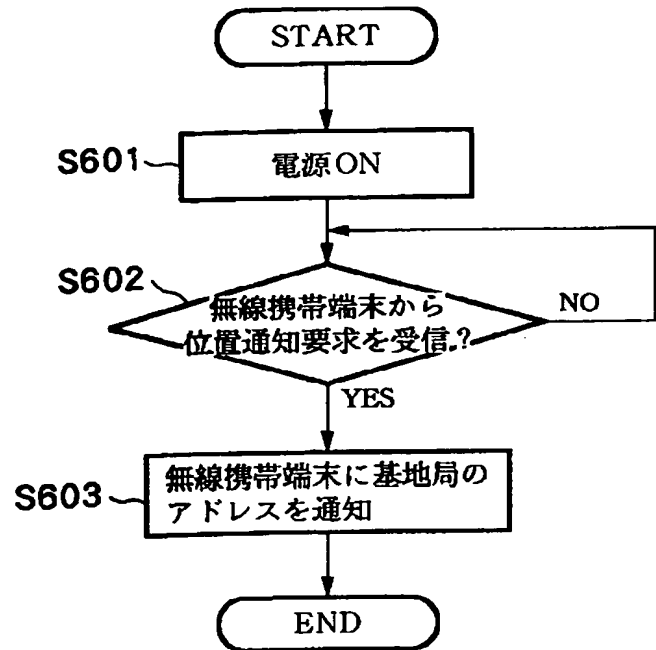 START
S601
電源ON
S602
無線携帯端末から
位置通知要求を受信?
NO
YES
S603
無線携帯端末に基地局の
アドレスを通知
END